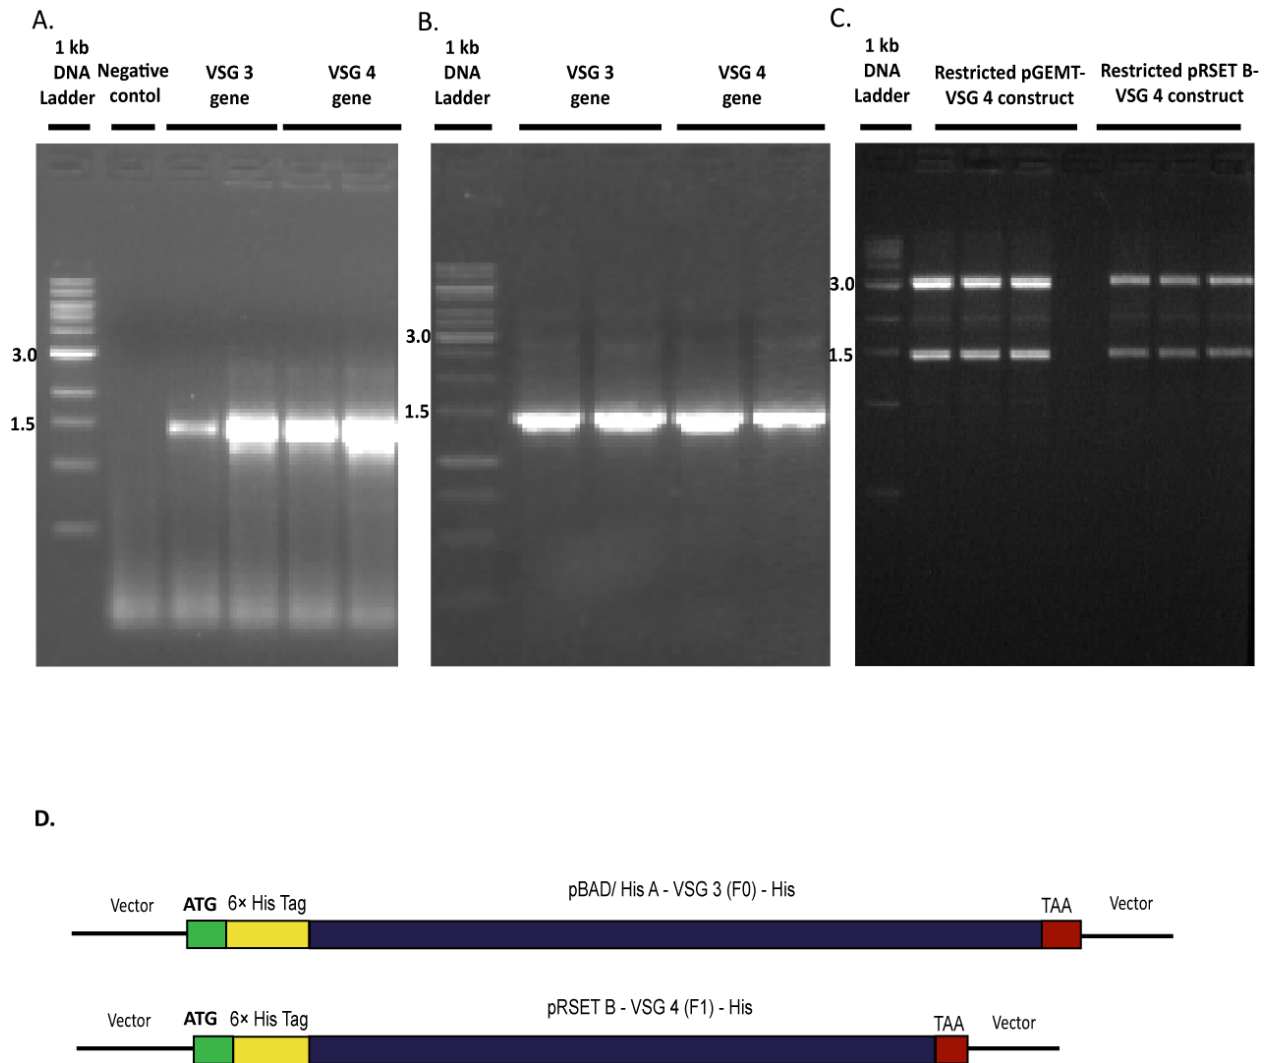 A.
1 kb
DNA
Ladder
Negative
contol
VSG 3
gene
VSG 4
gene
3.0
1.5
B.
1 kb
DNA
Ladder
VSG 3
gene
VSG 4
gene
3.0
1.5
C.
1 kb
DNA
Ladder
Restricted pGEMT-
VSG 4 construct
Restricted pRSET B-
VSG 4 construct
3.0
1.5
D.
pBAD/ His A - VSG 3 (F0) - His
Vector ATG 6× His Tag TAA Vector
pRSET B - VSG 4 (F1) - His
Vector ATG 6× His Tag TAA Vector